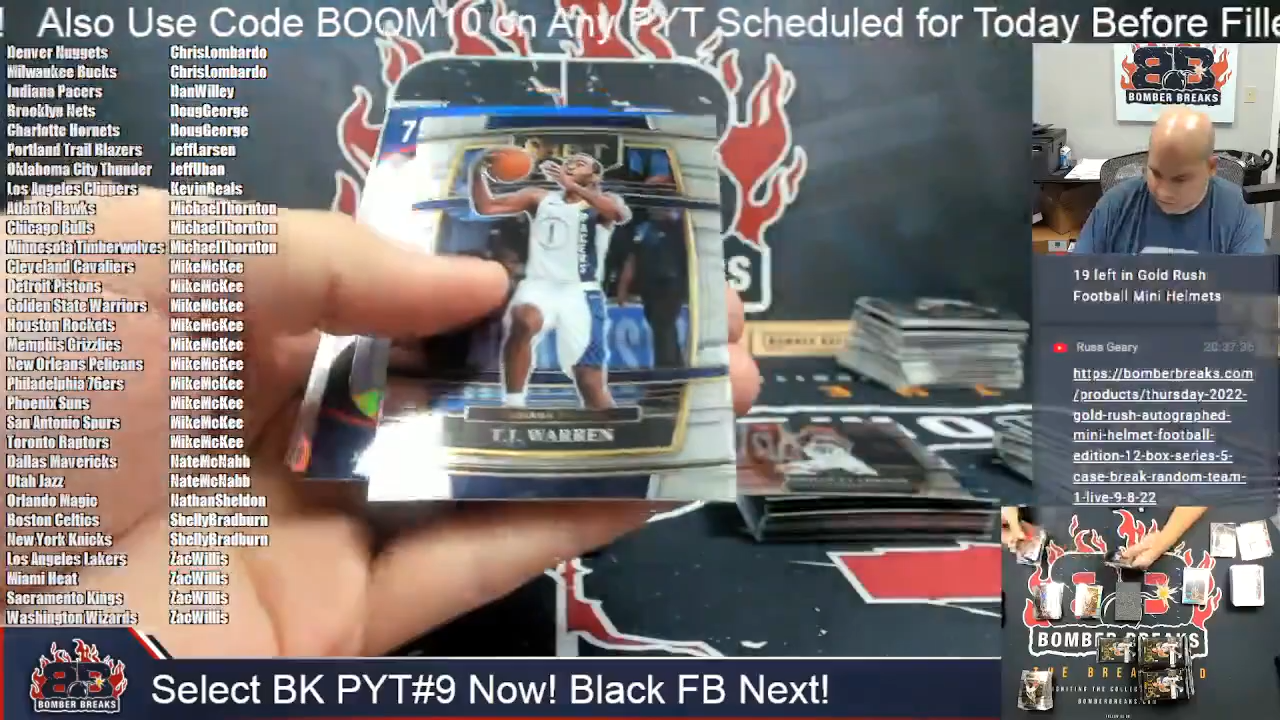 Also Use Code BOOM10 on Any PYT Scheduled for Today Before Fille
Denver Nuggets ChrisLombardo
Milwaukee Bucks ChrisLombardo
Indiana Pacers DanWilley
Brooklyn Nets DougGeorge
Charlotte Hornets DougGeorge
Portland Trail Blazers JeffLarsen
Oklahoma City Thunder JeffUhan
Los Angeles Clippers KevinReals
Atlanta Hawks MichaelThornton
Chicago Bulls MichaelThornton
Minnesota Timberwolves MichaelThornton
Cleveland Cavaliers MikeMcKee
Detroit Pistons MikeMcKee
Golden State Warriors MikeMcKee
Houston Rockets MikeMcKee
Memphis Grizzlies MikeMcKee
New Orleans Pelicans MikeMcKee
Philadelphia 76ers MikeMcKee
Phoenix Suns MikeMcKee
San Antonio Spurs MikeMcKee
Toronto Raptors MikeMcKee
Dallas Mavericks NateMcNabb
Utah Jazz NateMcNabb
Orlando Magic NathanSheldon
Boston Celtics ShellyBradburn
New York Knicks ShellyBradburn
Los Angeles Lakers ZacWillis
Miami Heat ZacWillis
Sacramento Kings ZacWillis
Washington Wizards ZacWillis
T.J. WARREN
BOMBER BREAKS
19 left in Gold Rush
Football Mini Helmets
Russ Geary 20:37:36
https://bomberbreaks.com
/products/thursday-2022-
gold-rush-autographed-
mini-helmet-football-
edition-12-box-series-5-
case-break-random-team-
1-live-9-8-22
BOMBER BREAKS
BOMBERBREAKS.COM
BOMBER BREAKS
Select BK PYT#9 Now! Black FB Next!